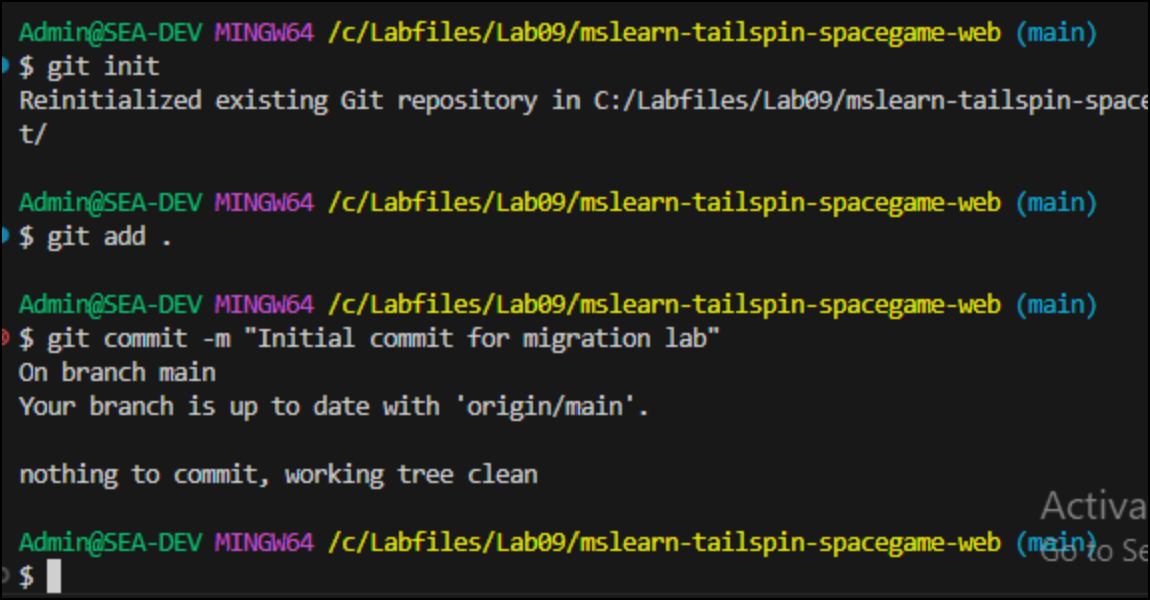 Admin@SEA-DEV MINGW64 /c/Labfiles/Lab09/mslearn-tailspin-spacegame-web (main)
$ git init
Reinitialized existing Git repository in C:/Labfiles/Lab09/mslearn-tailspin-space
t/
Admin@SEA-DEV MINGW64 /c/Labfiles/Lab09/mslearn-tailspin-spacegame-web (main)
$ git add .
Admin@SEA-DEV MINGW64 /c/Labfiles/Lab09/mslearn-tailspin-spacegame-web (main)
$ git commit -m "Initial commit for migration lab"
On branch main
Your branch is up to date with 'origin/main'.
nothing to commit, working tree clean
Activa
Admin@SEA-DEV MINGW64 /c/Labfiles/Lab09/mslearn-tailspin-spacegame-web (main)
Go to Se
$